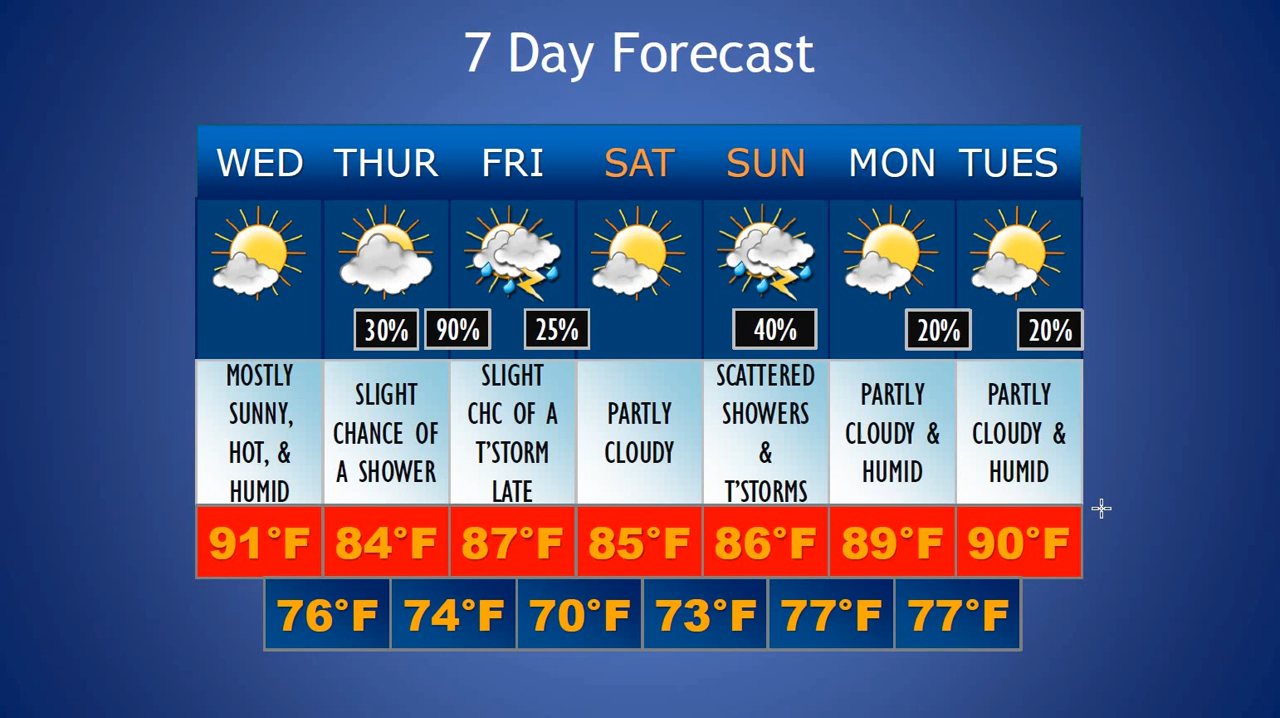 7 Day Forecast
WED THUR FRI SAT SUN MON TUES
30% 90% 25% 40% 20% 20%
MOSTLY
SUNNY,
HOT, &
HUMID
SLIGHT
CHANCE OF
A SHOWER
SLIGHT
CHC OF A
T'STORM
LATE
PARTLY
CLOUDY
SCATTERED
SHOWERS
&
T'STORMS
PARTLY
CLOUDY &
HUMID
PARTLY
CLOUDY &
HUMID
91°F 84°F 87°F 85°F 86°F 89°F 90°F
76°F 74°F 70°F 73°F 77°F 77°F